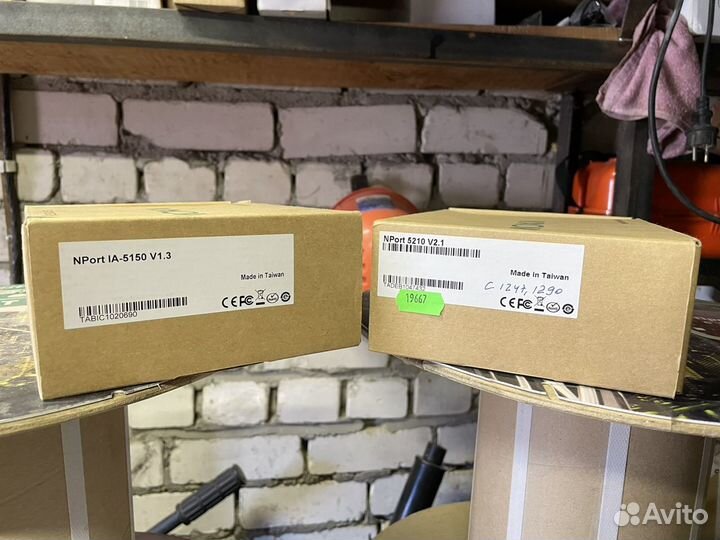 NPort IA-5150 V1.3
Made in Taiwan
TABIC1020690
NPort 5210 V2.1
Made in Taiwan
TADEB1047432
19667
C 1247, 1290
Avito